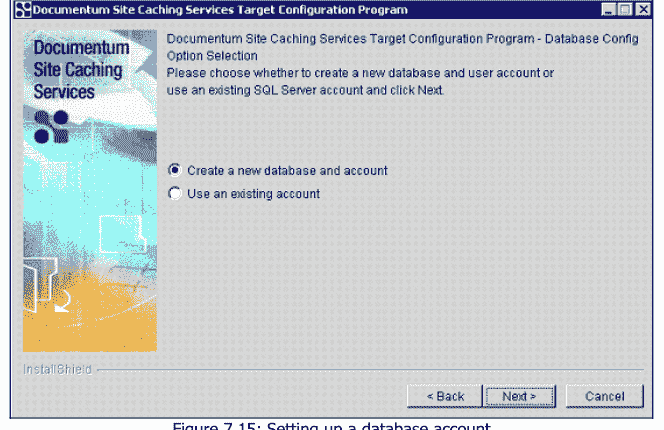 Documentum Site Caching Services Target Configuration Program
Documentum
Site Caching
Services
Documentum Site Caching Services Target Configuration Program - Database Config
Option Selection
Please choose whether to create a new database and user account or
use an existing SQL Server account and click Next.
Create a new database and account
Use an existing account
InstallShield
< Back
Next >
Cancel
Figure 7.15: Setting up a database account